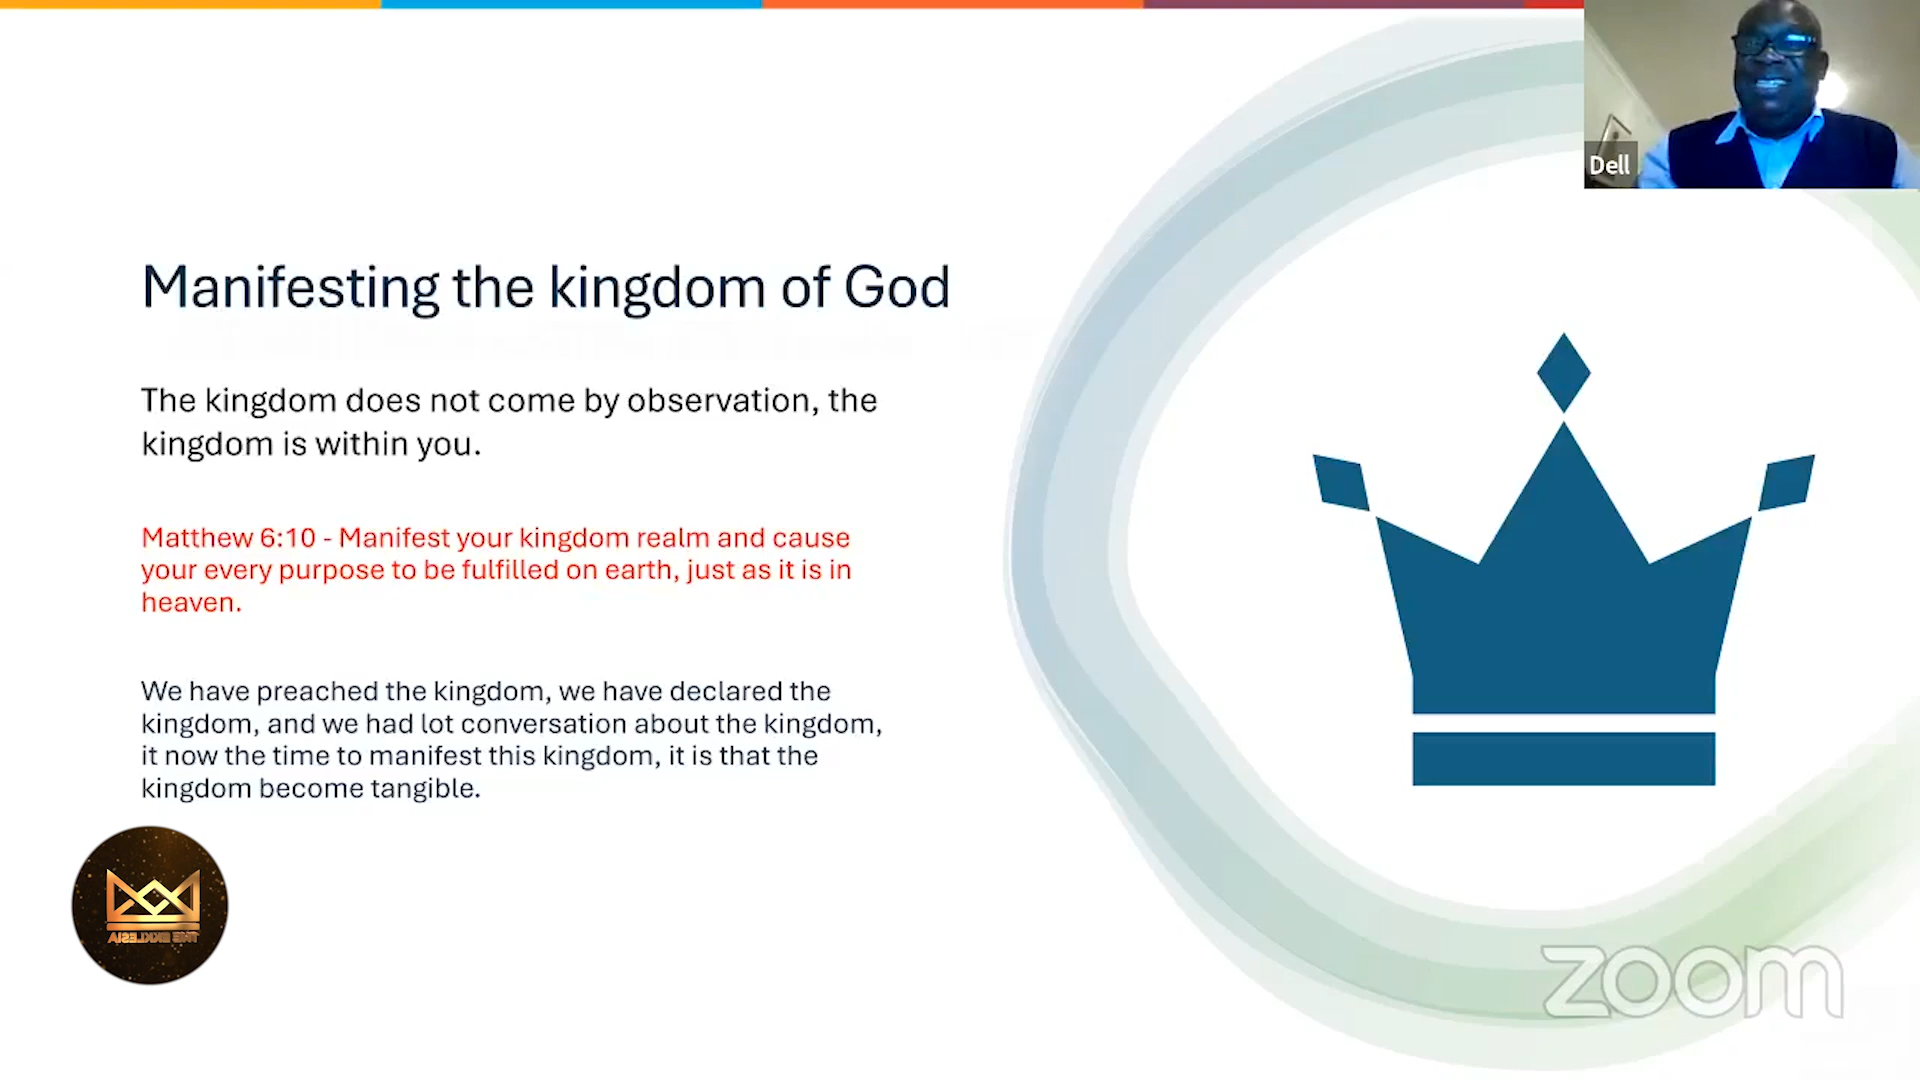 Dell
Manifesting the kingdom of God
The kingdom does not come by observation, the
kingdom is within you.
Matthew 6:10 - Manifest your kingdom realm and cause
your every purpose to be fulfilled on earth, just as it is in
heaven.
We have preached the kingdom, we have declared the
kingdom, and we had lot conversation about the kingdom,
it now the time to manifest this kingdom, it is that the
kingdom become tangible.
THE EKKLESIA
zoom